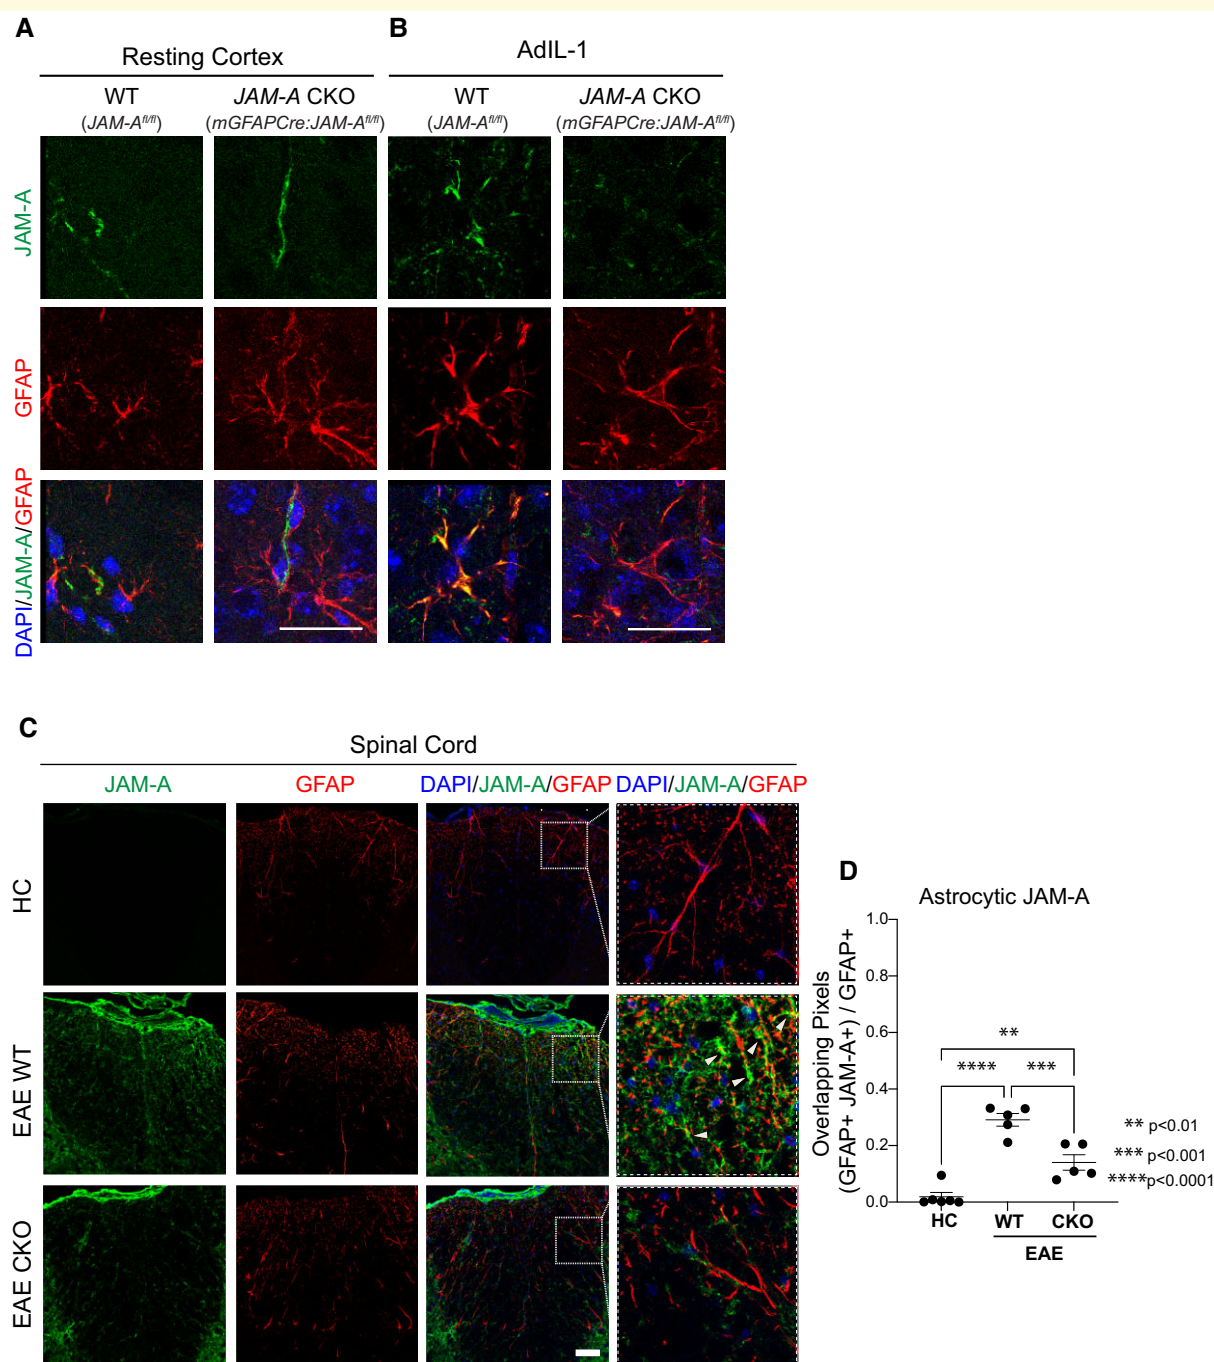 A
Resting Cortex
WT
(JAM-Afl/fl)
JAM-A CKO
(mGFAPCre:JAM-Afl/fl)
B
AdIL-1
WT
(JAM-Afl/fl)
JAM-A CKO
(mGFAPCre:JAM-Afl/fl)
JAM-A
GFAP
DAPI/JAM-A/GFAP
C
Spinal Cord
JAM-A
GFAP
DAPI/JAM-A/GFAP
DAPI/JAM-A/GFAP
HC
EAE WT
EAE CKO
D
Astrocytic JAM-A
Overlapping Pixels
(GFAP+ JAM-A+) / GFAP+
1.0
0.8
0.6
0.4
0.2
0.0
**
****
***
HC
WT
CKO
EAE
** p<0.01
*** p<0.001
****p<0.0001